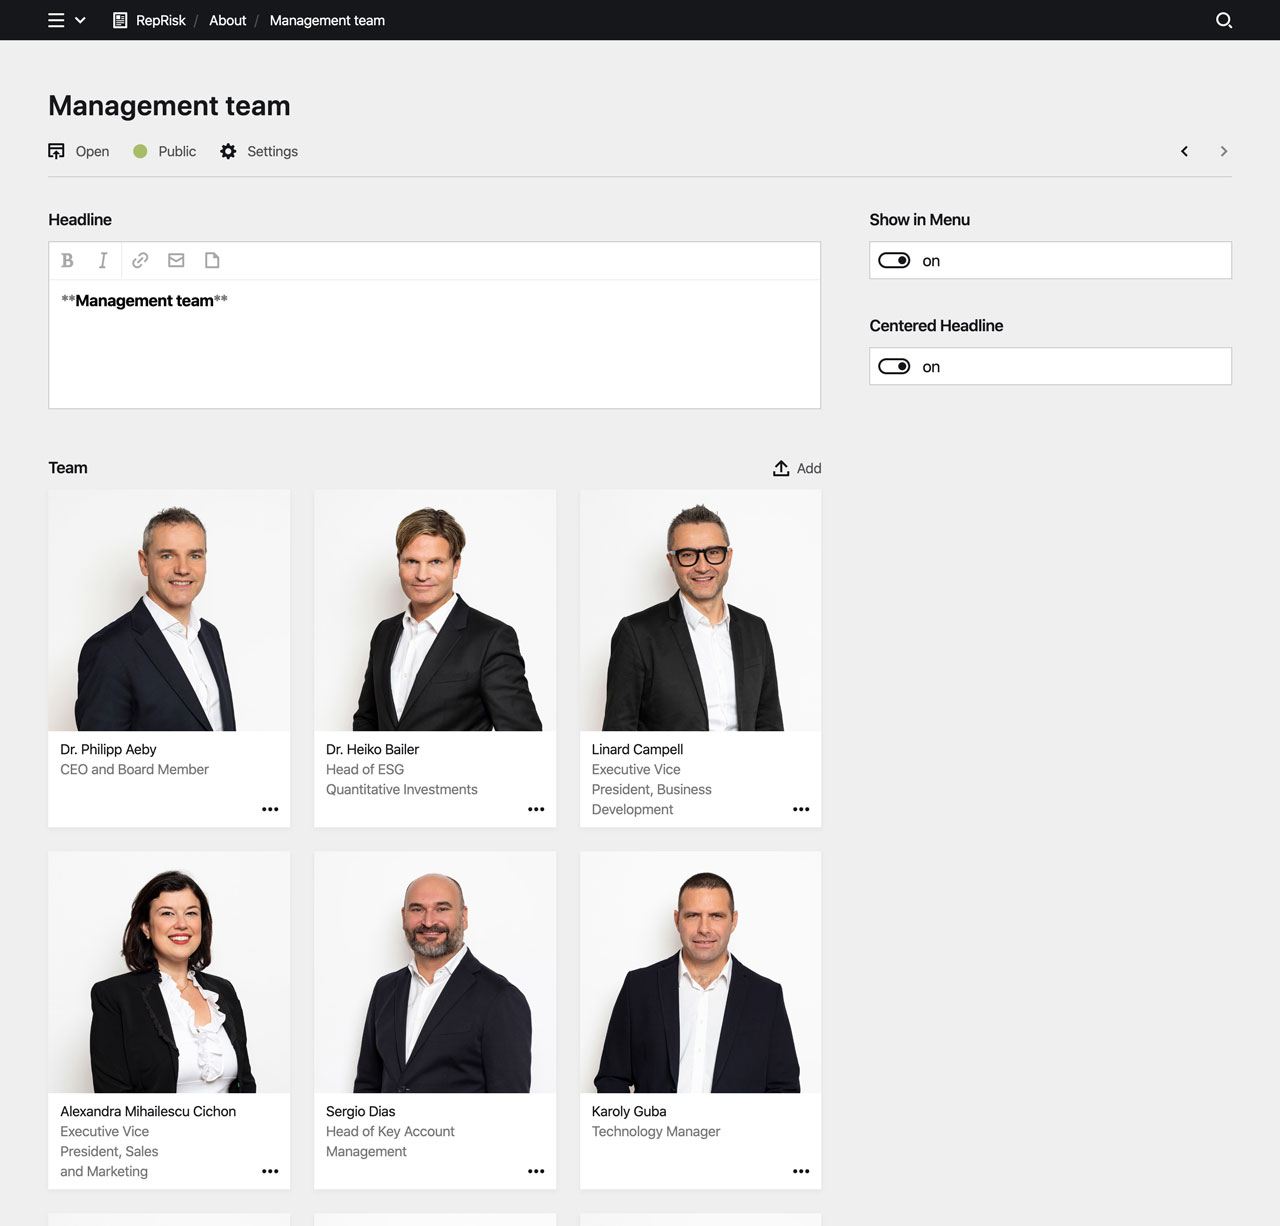 RepRisk / About / Management team
Management team
Open Public Settings
Headline
B I
**Management team**
Show in Menu
on
Centered Headline
on
Team
Add
Dr. Philipp Aeby
CEO and Board Member
Dr. Heiko Bailer
Head of ESG
Quantitative Investments
Linard Campell
Executive Vice
President, Business
Development
Alexandra Mihailescu Cichon
Executive Vice
President, Sales
and Marketing
Sergio Dias
Head of Key Account
Management
Karoly Guba
Technology Manager